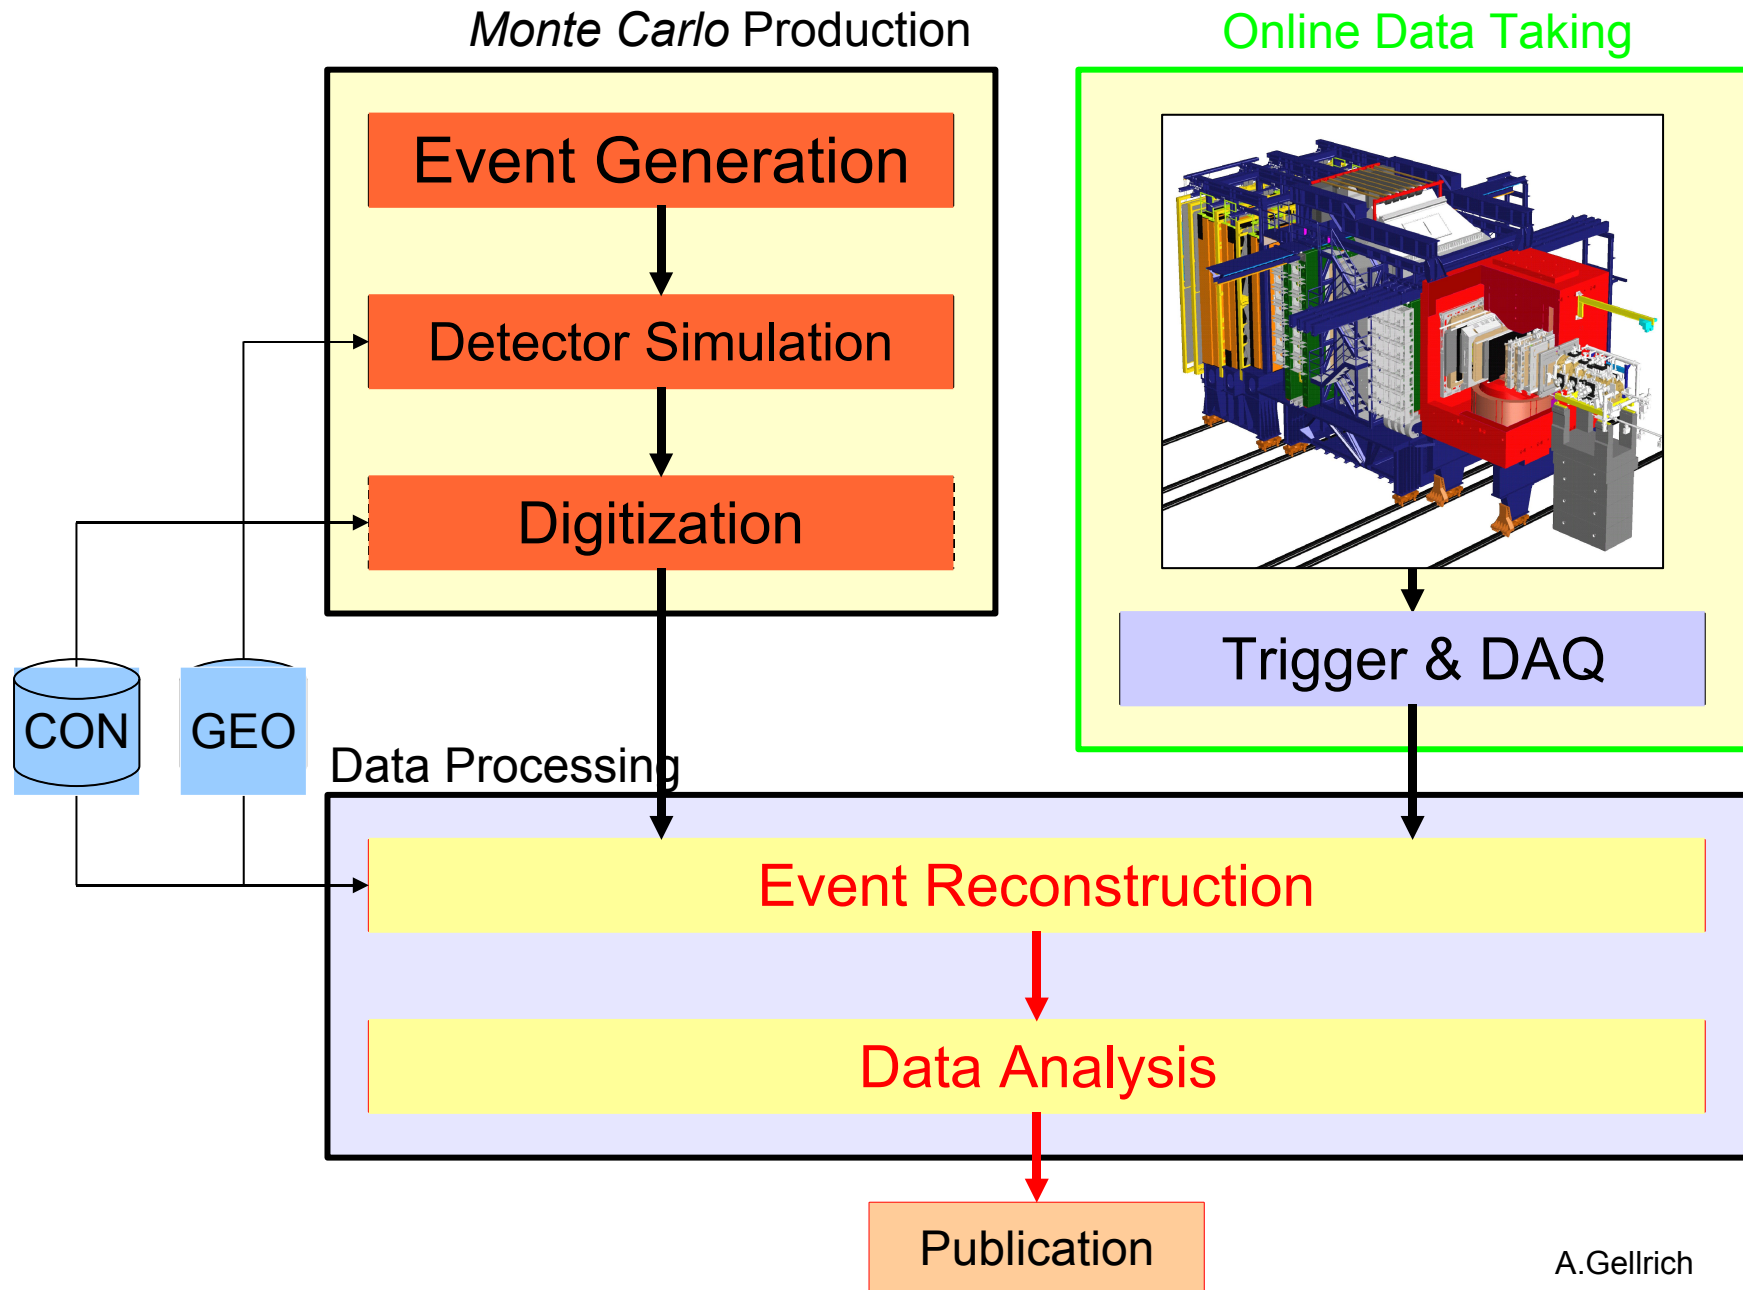 Monte Carlo Production
Online Data Taking
Event Generation
Detector Simulation
Digitization
Trigger & DAQ
CON
GEO
Data Processing
Event Reconstruction
Data Analysis
Publication
A.Gellrich